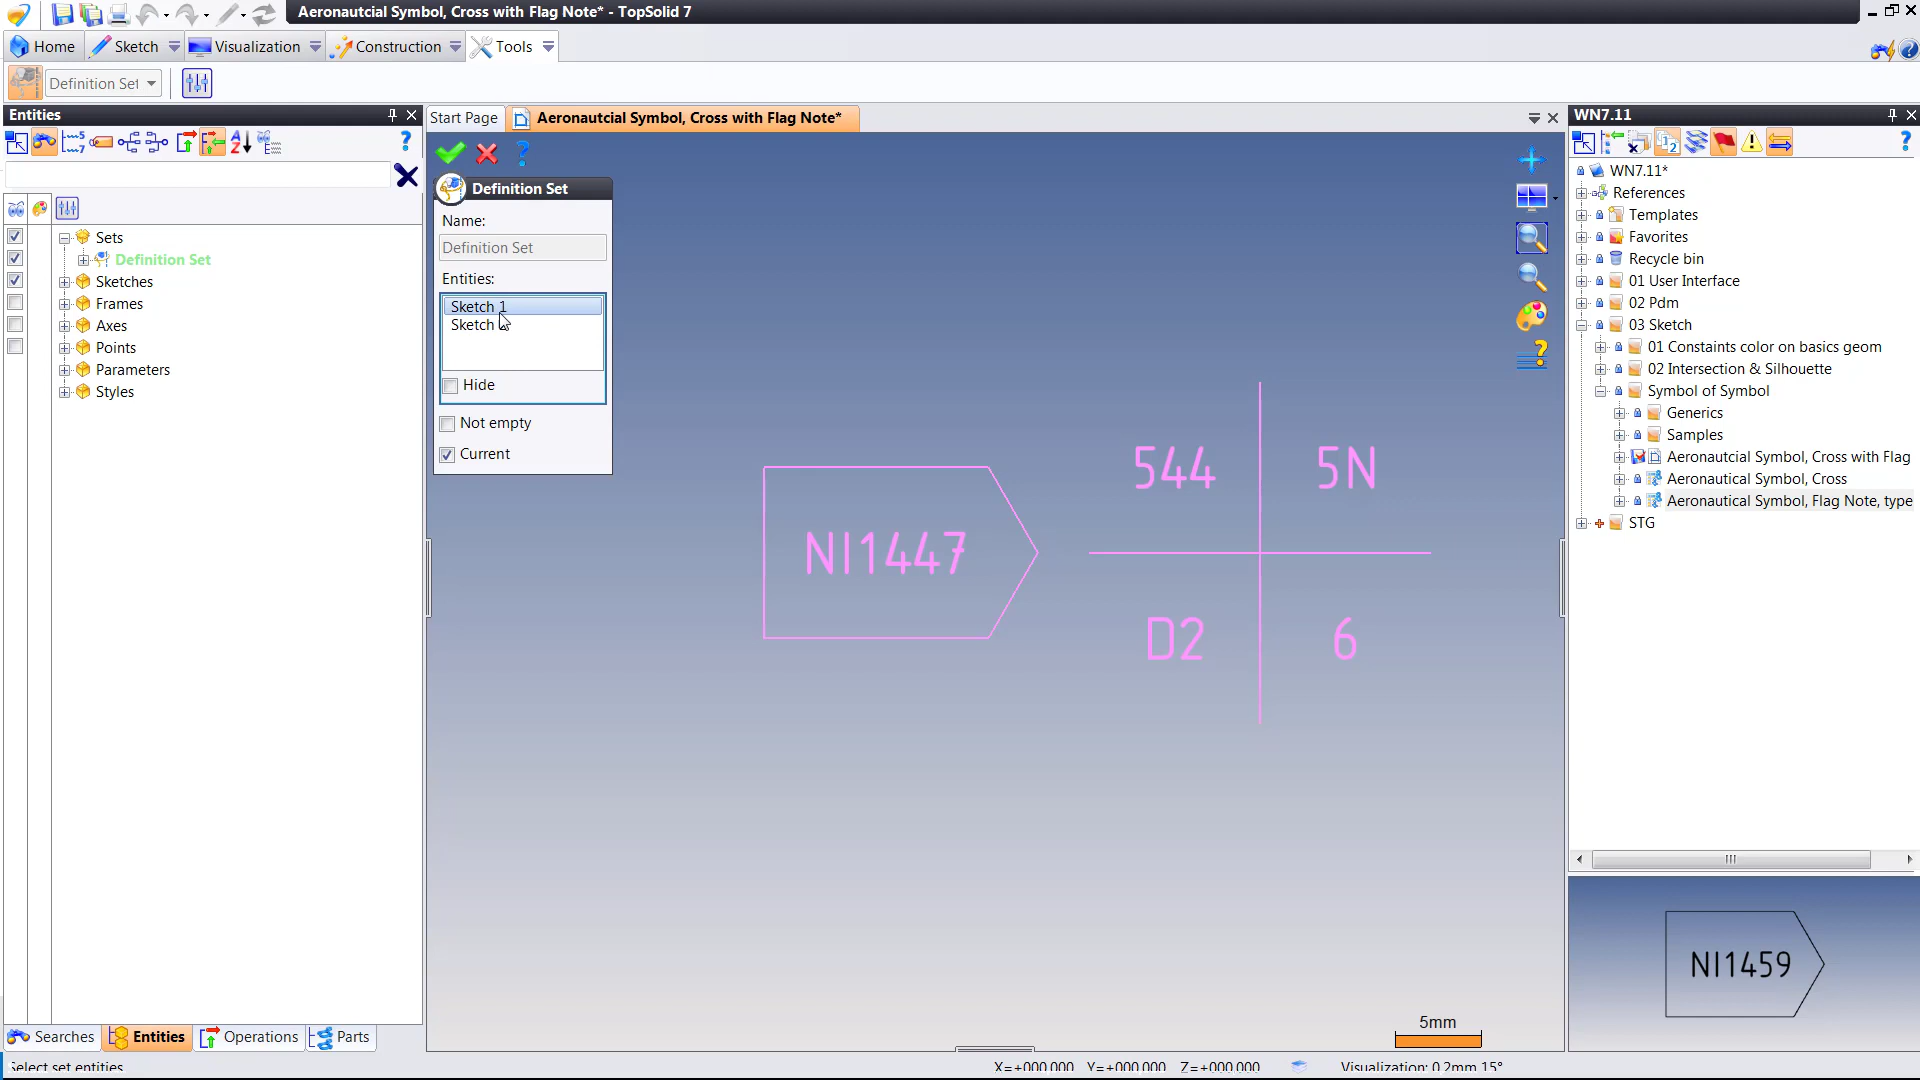 Aeronautcial Symbol, Cross with Flag Note* - TopSolid 7
Home
Sketch
Visualization
Construction
Tools
Definition Set
Entities
Start Page
Aeronautcial Symbol, Cross with Flag Note*
WN7.11
Definition Set
Name:
Definition Set
Entities:
Sketch 1
Sketch
Hide
Not empty
Current
Sets
Definition Set
Sketches
Frames
Axes
Points
Parameters
Styles
NI1447
544
5N
D2
6
WN7.11*
References
Templates
Favorites
Recycle bin
01 User Interface
02 Pdm
03 Sketch
01 Constaints color on basics geom
02 Intersection & Silhouette
Symbol of Symbol
Generics
Samples
Aeronautcial Symbol, Cross with Flag
Aeronautical Symbol, Cross
Aeronautical Symbol, Flag Note, type
STG
NI1459
5mm
Searches
Entities
Operations
Parts
Select set entities
X=+000,000 Y=+000,000 Z=+000,000
Visualization: 0,2mm 15°